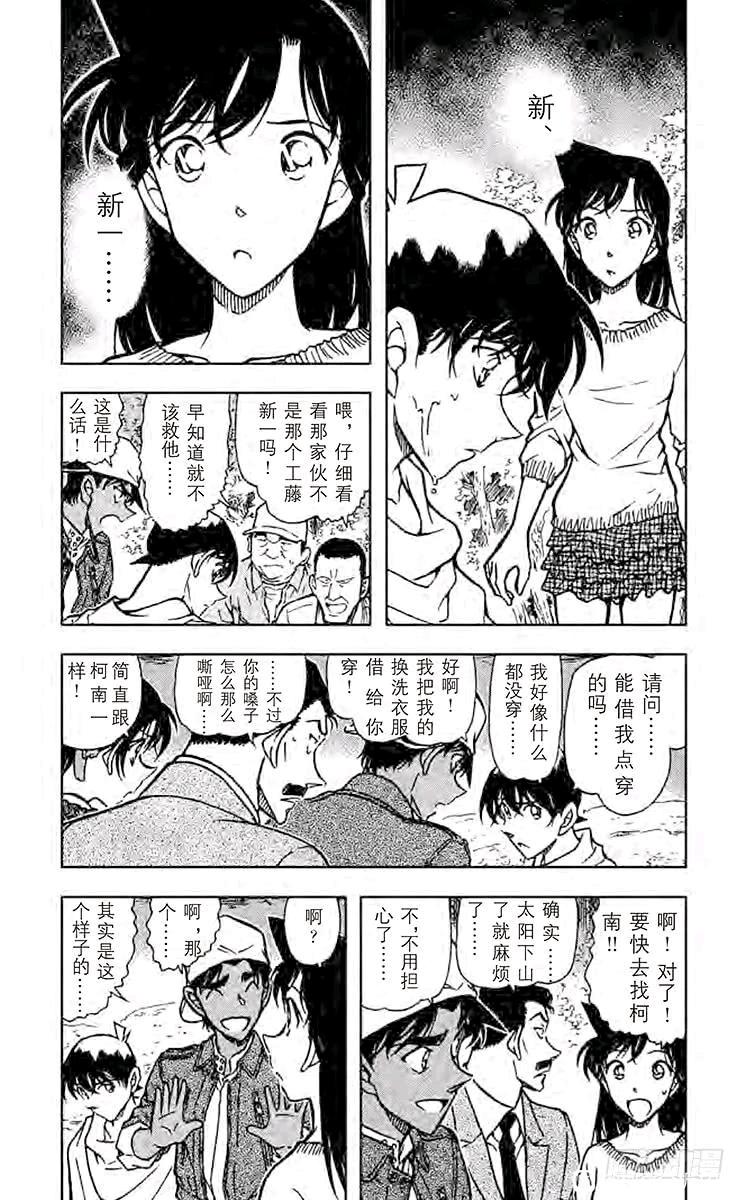 新、
新一……
喂，仔细看
看那家伙不
是那个工藤
新一吗！
早知道就不
该救他……
这是什
么话！
请问……
能借我点穿
的吗……
我好像什么
都没穿……
好啊！
我把我的
换洗衣服
借给你
穿！
……不过
你的嗓子
怎么那么
嘶哑啊……
简直跟
柯南一
样！
啊！对了！
要快去找柯
南!!
确实……
太阳下山
了就麻烦
了……
不，不用担
心了……
啊？
啊，那
个……
其实是这
个样子的……